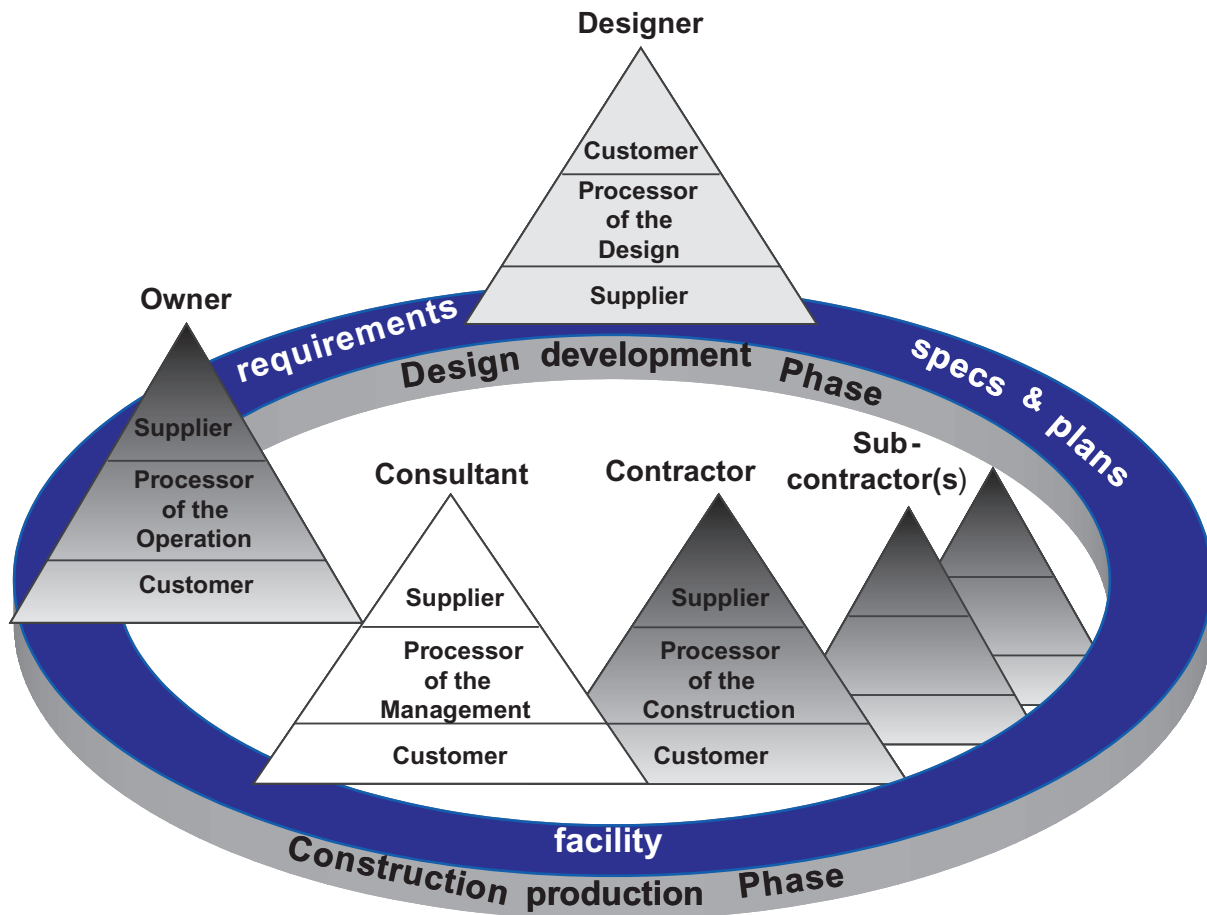 Designer
Customer
Processor
of the
Design
Supplier
Owner
Supplier
Processor
of the
Operation
Customer
requirements
specs & plans
Design development Phase
Consultant
Supplier
Processor
of the
Management
Customer
Contractor
Supplier
Processor
of the
Construction
Customer
Sub-
contractor(s)
facility
Construction production Phase